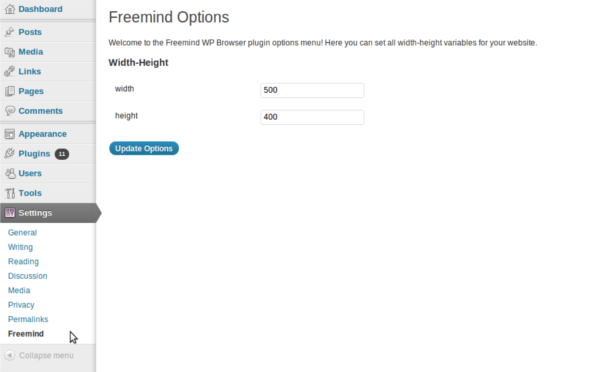 Dashboard
Posts
Media
Links
Pages
Comments
Appearance
Plugins 11
Users
Tools
Settings
General
Writing
Reading
Discussion
Media
Privacy
Permalinks
Freemind
Collapse menu
Freemind Options
Welcome to the Freemind WP Browser plugin options menu! Here you can set all width-height variables for your website.
Width-Height
width 500
height 400
Update Options